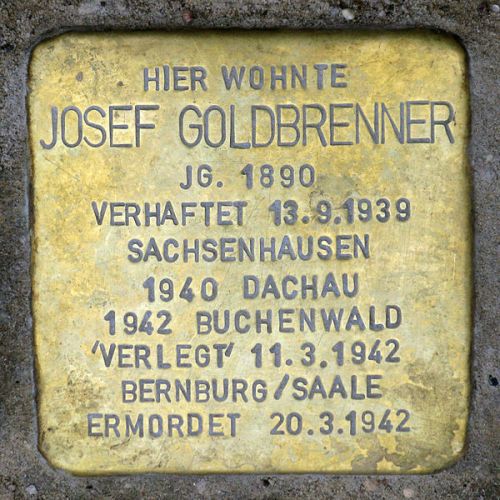 HIER WOHNTE
JOSEF GOLDBRENNER
JG. 1890
VERHAFTET 13.9.1939
SACHSENHAUSEN
1940 DACHAU
1942 BUCHENWALD
'VERLEGT' 11.3.1942
BERNBURG/SAALE
ERMORDET 20.3.1942